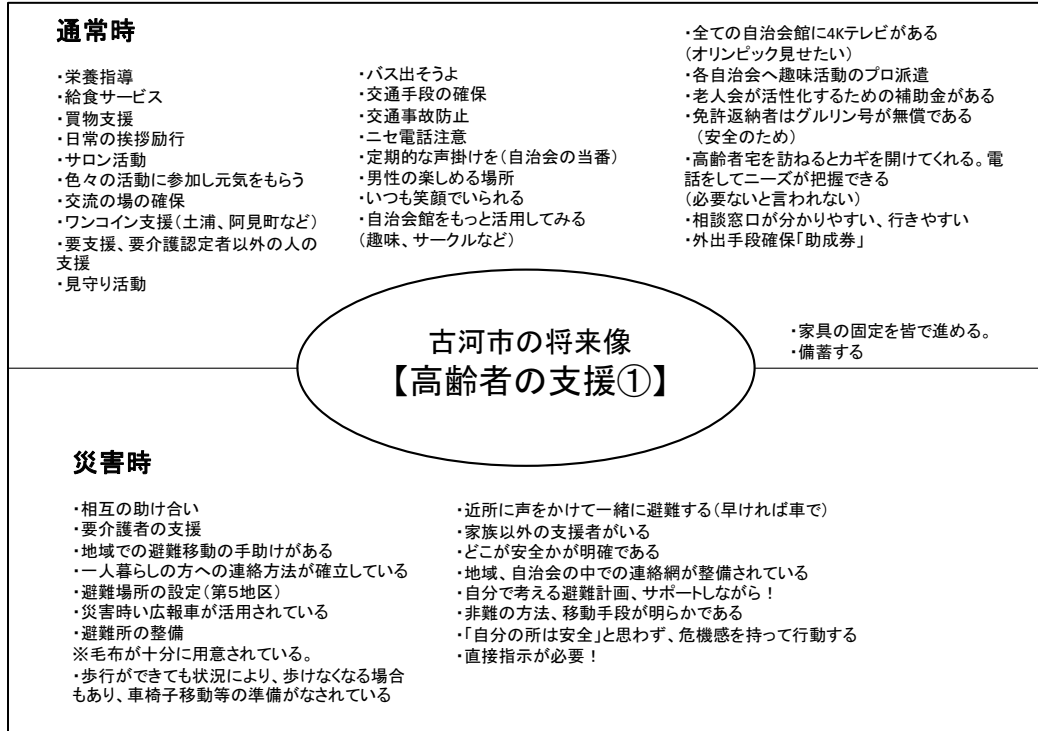 通常時
・栄養指導
・給食サービス
・買物支援
・日常の挨拶励行
・サロン活動
・色々の活動に参加し元気をもらう
・交流の場の確保
・ワンコイン支援（土浦、阿見町など）
・要支援、要介護認定者以外の人の
支援
・見守り活動
・バス出そうよ
・交通手段の確保
・交通事故防止
・ニセ電話注意
・定期的な声掛けを（自治会の当番）
・男性の楽しめる場所
・いつも笑顔でいられる
・自治会館をもっと活用してみる
（趣味、サークルなど）
・全ての自治会館に4Kテレビがある
（オリンピック見せたい）
・各自治会へ趣味活動のプロ派遣
・老人会が活性化するための補助金がある
・免許返納者はグルリン号が無償である
（安全のため）
・高齢者宅を訪ねるとカギを開けてくれる。電
話をしてニーズが把握できる
（必要ないと言われない）
・相談窓口が分かりやすい、行きやすい
・外出手段確保「助成券」
・家具の固定を皆で進める。
・備蓄する
古河市の将来像
【高齢者の支援①】
災害時
・相互の助け合い
・要介護者の支援
・地域での避難移動の手助けがある
・一人暮らしの方への連絡方法が確立している
・避難場所の設定（第5地区）
・災害時い広報車が活用されている
・避難所の整備
※毛布が十分に用意されている。
・歩行ができても状況により、歩けなくなる場合
もあり、車椅子移動等の準備がなされている
・近所に声をかけて一緒に避難する（早ければ車で）
・家族以外の支援者がいる
・どこが安全かが明確である
・地域、自治会の中での連絡網が整備されている
・自分で考える避難計画、サポートしながら！
・非難の方法、移動手段が明らかである
・「自分の所は安全」と思わず、危機感を持って行動する
・直接指示が必要！